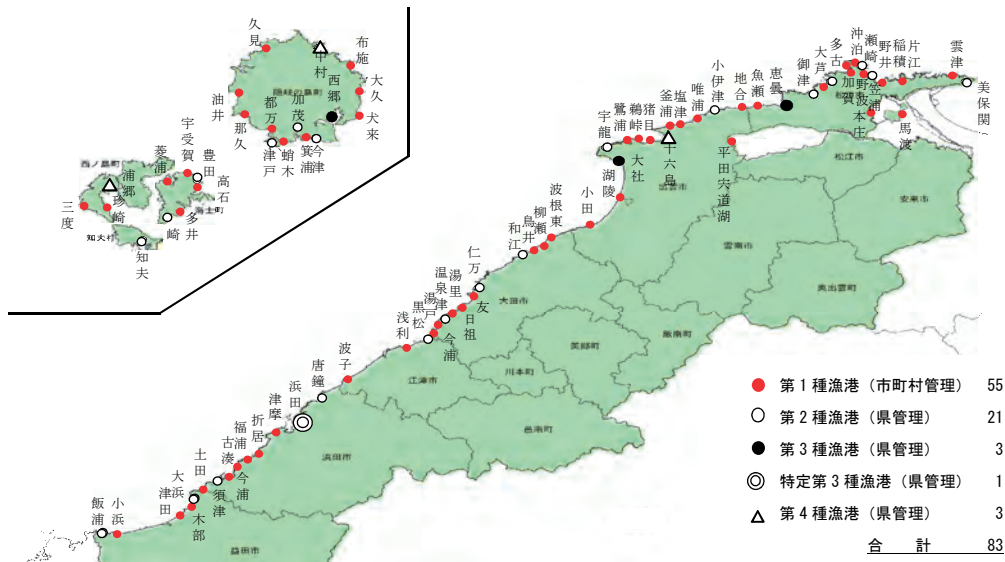 久見
中村
布施
西郷
大久
隠岐の島町
加茂
都万
油井
那久
犬来
津戸
蛸木
箕浦
今津
宇受賀
豊田
菱浦
西ノ島町
浦郷
高石
海士町
珍崎
三度
崎
多井
知夫村
知夫
美保関
雲津
片江
稲積
野井
瀬崎
沖泊
多古
大芦
御津
加賀
野波
笠浦
本庄
馬渡
恵曇
魚瀬
地合
小伊津
唯浦
塩津
釜浦
十六島
猪目
鵜峠
鷺浦
宇龍
大社
平田宍道湖
湖陵
小田
波根東
柳瀬
鳥井
和江
仁万
友
日祖
湯里
温泉津
今浦
湯戸
黒松
浅利
波子
唐鐘
浜田
津摩
折居
福浦
古湊
今浦
須津
土田
大浜
木部
津田
小浜
飯浦
松江市
出雲市
安来市
雲南市
奥出雲町
大田市
飯南町
美郷町
川本町
江津市
邑南町
浜田市
益田市
第1種漁港(市町村管理) 55
第2種漁港(県管理) 21
第3種漁港(県管理) 3
特定第3種漁港(県管理) 1
第4種漁港(県管理) 3
合 計 83